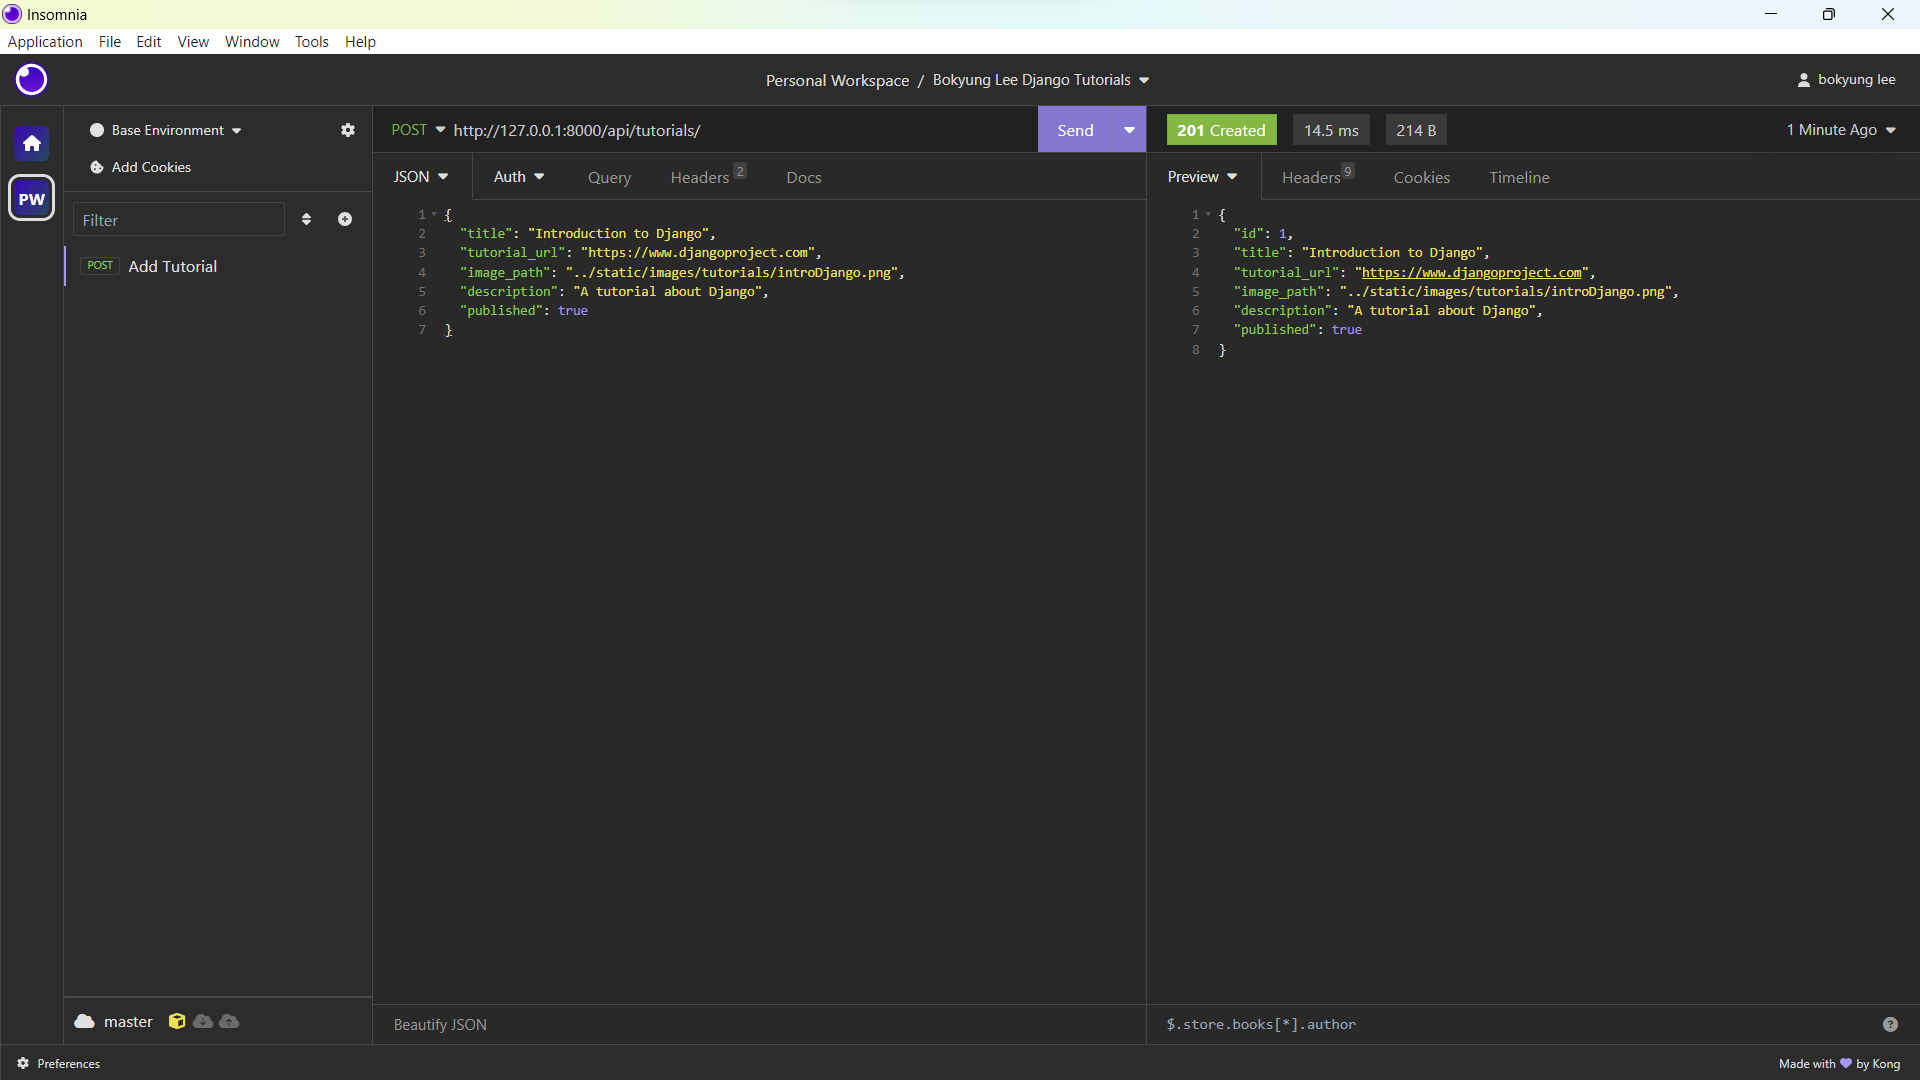 Insomnia
Application File Edit View Window Tools Help
Personal Workspace / Bokyung Lee Django Tutorials
bokyung lee
PW
Base Environment
Add Cookies
Filter
POST Add Tutorial
master
POST http://127.0.0.1:8000/api/tutorials/
Send
JSON Auth Query Headers 2 Docs
1 {
2 "title": "Introduction to Django",
3 "tutorial_url": "https://www.djangoproject.com",
4 "image_path": "../static/images/tutorials/introDjango.png",
5 "description": "A tutorial about Django",
6 "published": true
7 }
Beautify JSON
201 Created 14.5 ms 214 B 1 Minute Ago
Preview Headers 9 Cookies Timeline
1 {
2 "id": 1,
3 "title": "Introduction to Django",
4 "tutorial_url": "https://www.djangoproject.com",
5 "image_path": "../static/images/tutorials/introDjango.png",
6 "description": "A tutorial about Django",
7 "published": true
8 }
$.store.books[*].author
?
Preferences
Made with 💜 by Kong